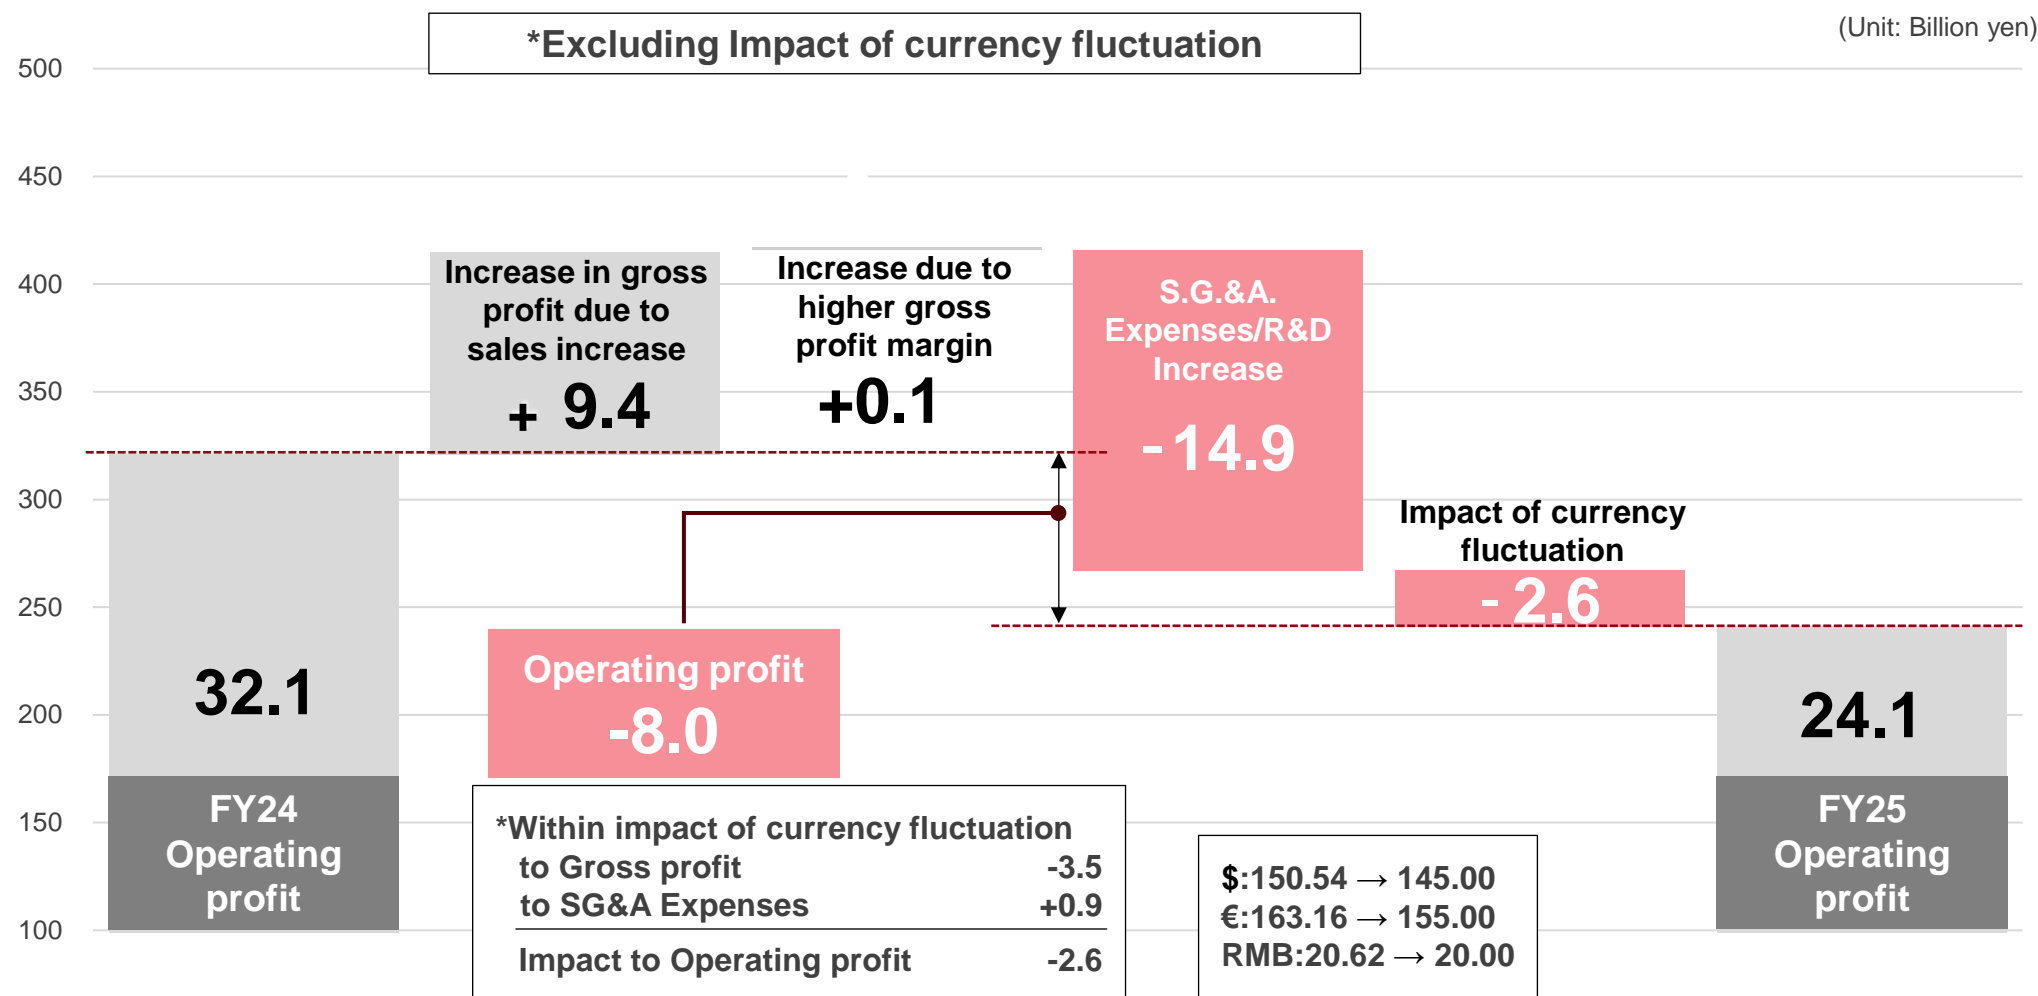 *Excluding Impact of currency fluctuation
(Unit: Billion yen)
500
450
400
350
300
250
200
150
100
Increase in gross
profit due to
sales increase
+ 9.4
Increase due to
higher gross
profit margin
+0.1
S.G.&A.
Expenses/R&D
Increase
-14.9
Impact of currency
fluctuation
- 2.6
32.1
FY24
Operating
profit
Operating profit
-8.0
24.1
FY25
Operating
profit
*Within impact of currency fluctuation
to Gross profit -3.5
to SG&A Expenses +0.9
Impact to Operating profit -2.6
$:150.54 → 145.00
€:163.16 → 155.00
RMB:20.62 → 20.00